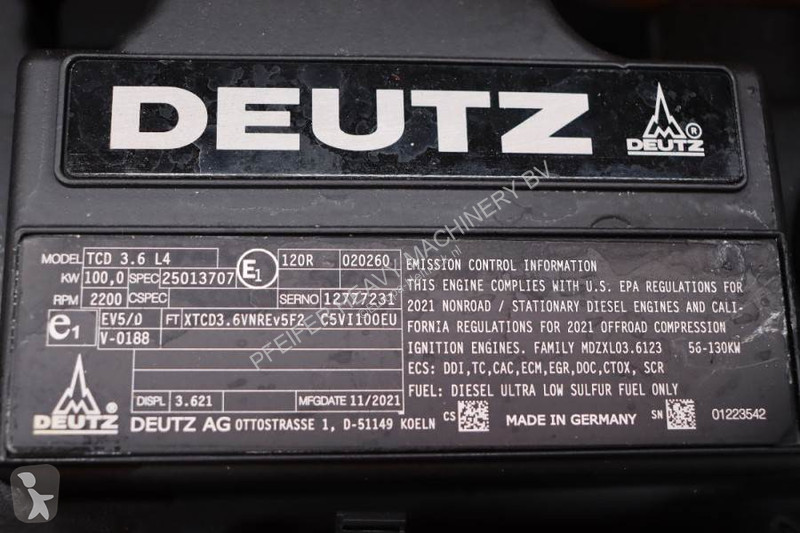 DEUTZ
DEUTZ ®
MODEL TCD 3.6 L4
KW 100,0 SPEC 25013707
RPM 2200 CSPEC
E1 120R 020260
SERNO 12777231
e1 EV5/D FT XTCD3.6VNREv5F2 C5VI100EU
V-0188
DISPL 3.621 MFGDATE 11/2021
DEUTZ
DEUTZ AG OTTOSTRASSE 1, D-51149 KOELN
EMISSION CONTROL INFORMATION
THIS ENGINE COMPLIES WITH U.S. EPA REGULATIONS FOR
2021 NONROAD / STATIONARY DIESEL ENGINES AND CALI-
FORNIA REGULATIONS FOR 2021 OFFROAD COMPRESSION
IGNITION ENGINES. FAMILY MDZXL03.6123 56-130KW
ECS: DDI,TC,CAC,ECM,EGR,DOC,CTOX, SCR
FUEL: DIESEL ULTRA LOW SULFUR FUEL ONLY
CS MADE IN GERMANY SN 01223542
PFEIFER HEAVY MACHINERY BV